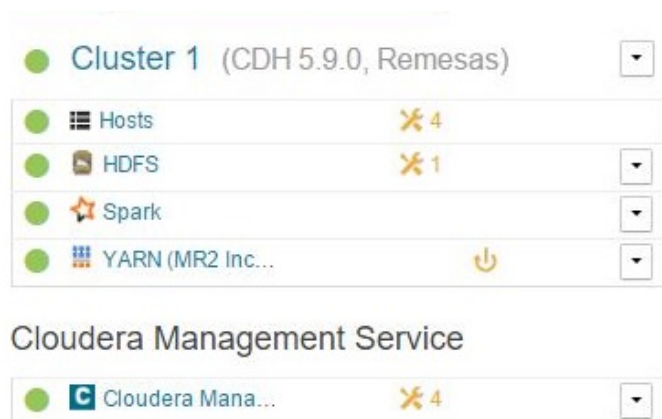 Cluster 1 (CDH 5.9.0, Remesas)
Hosts 4
HDFS 1
Spark
YARN (MR2 Inc...
Cloudera Management Service
C Cloudera Mana... 4